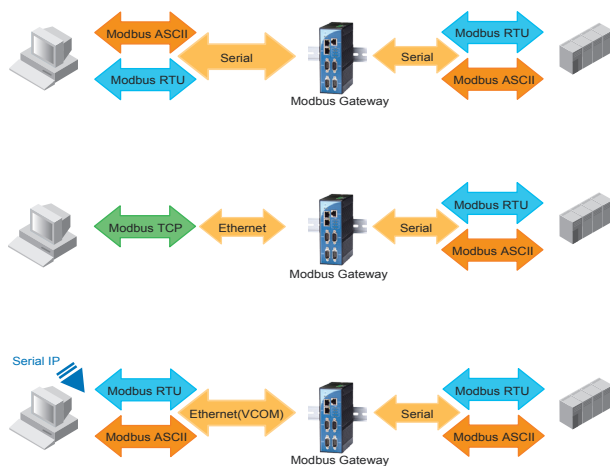 Modbus ASCII
Modbus RTU
Serial
Modbus Gateway
Serial
Modbus RTU
Modbus ASCII
Modbus TCP
Ethernet
Modbus Gateway
Serial
Modbus RTU
Modbus ASCII
Serial IP
Modbus RTU
Modbus ASCII
Ethernet(VCOM)
Modbus Gateway
Serial
Modbus RTU
Modbus ASCII